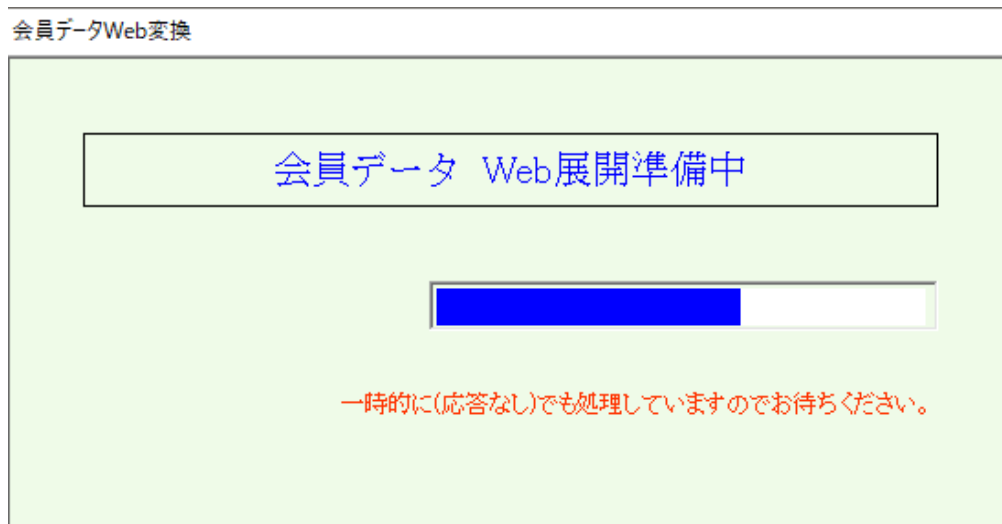 会員データWeb変換
会員データ Web展開準備中
一時的に(応答なし)でも処理していますのでお待ちください。